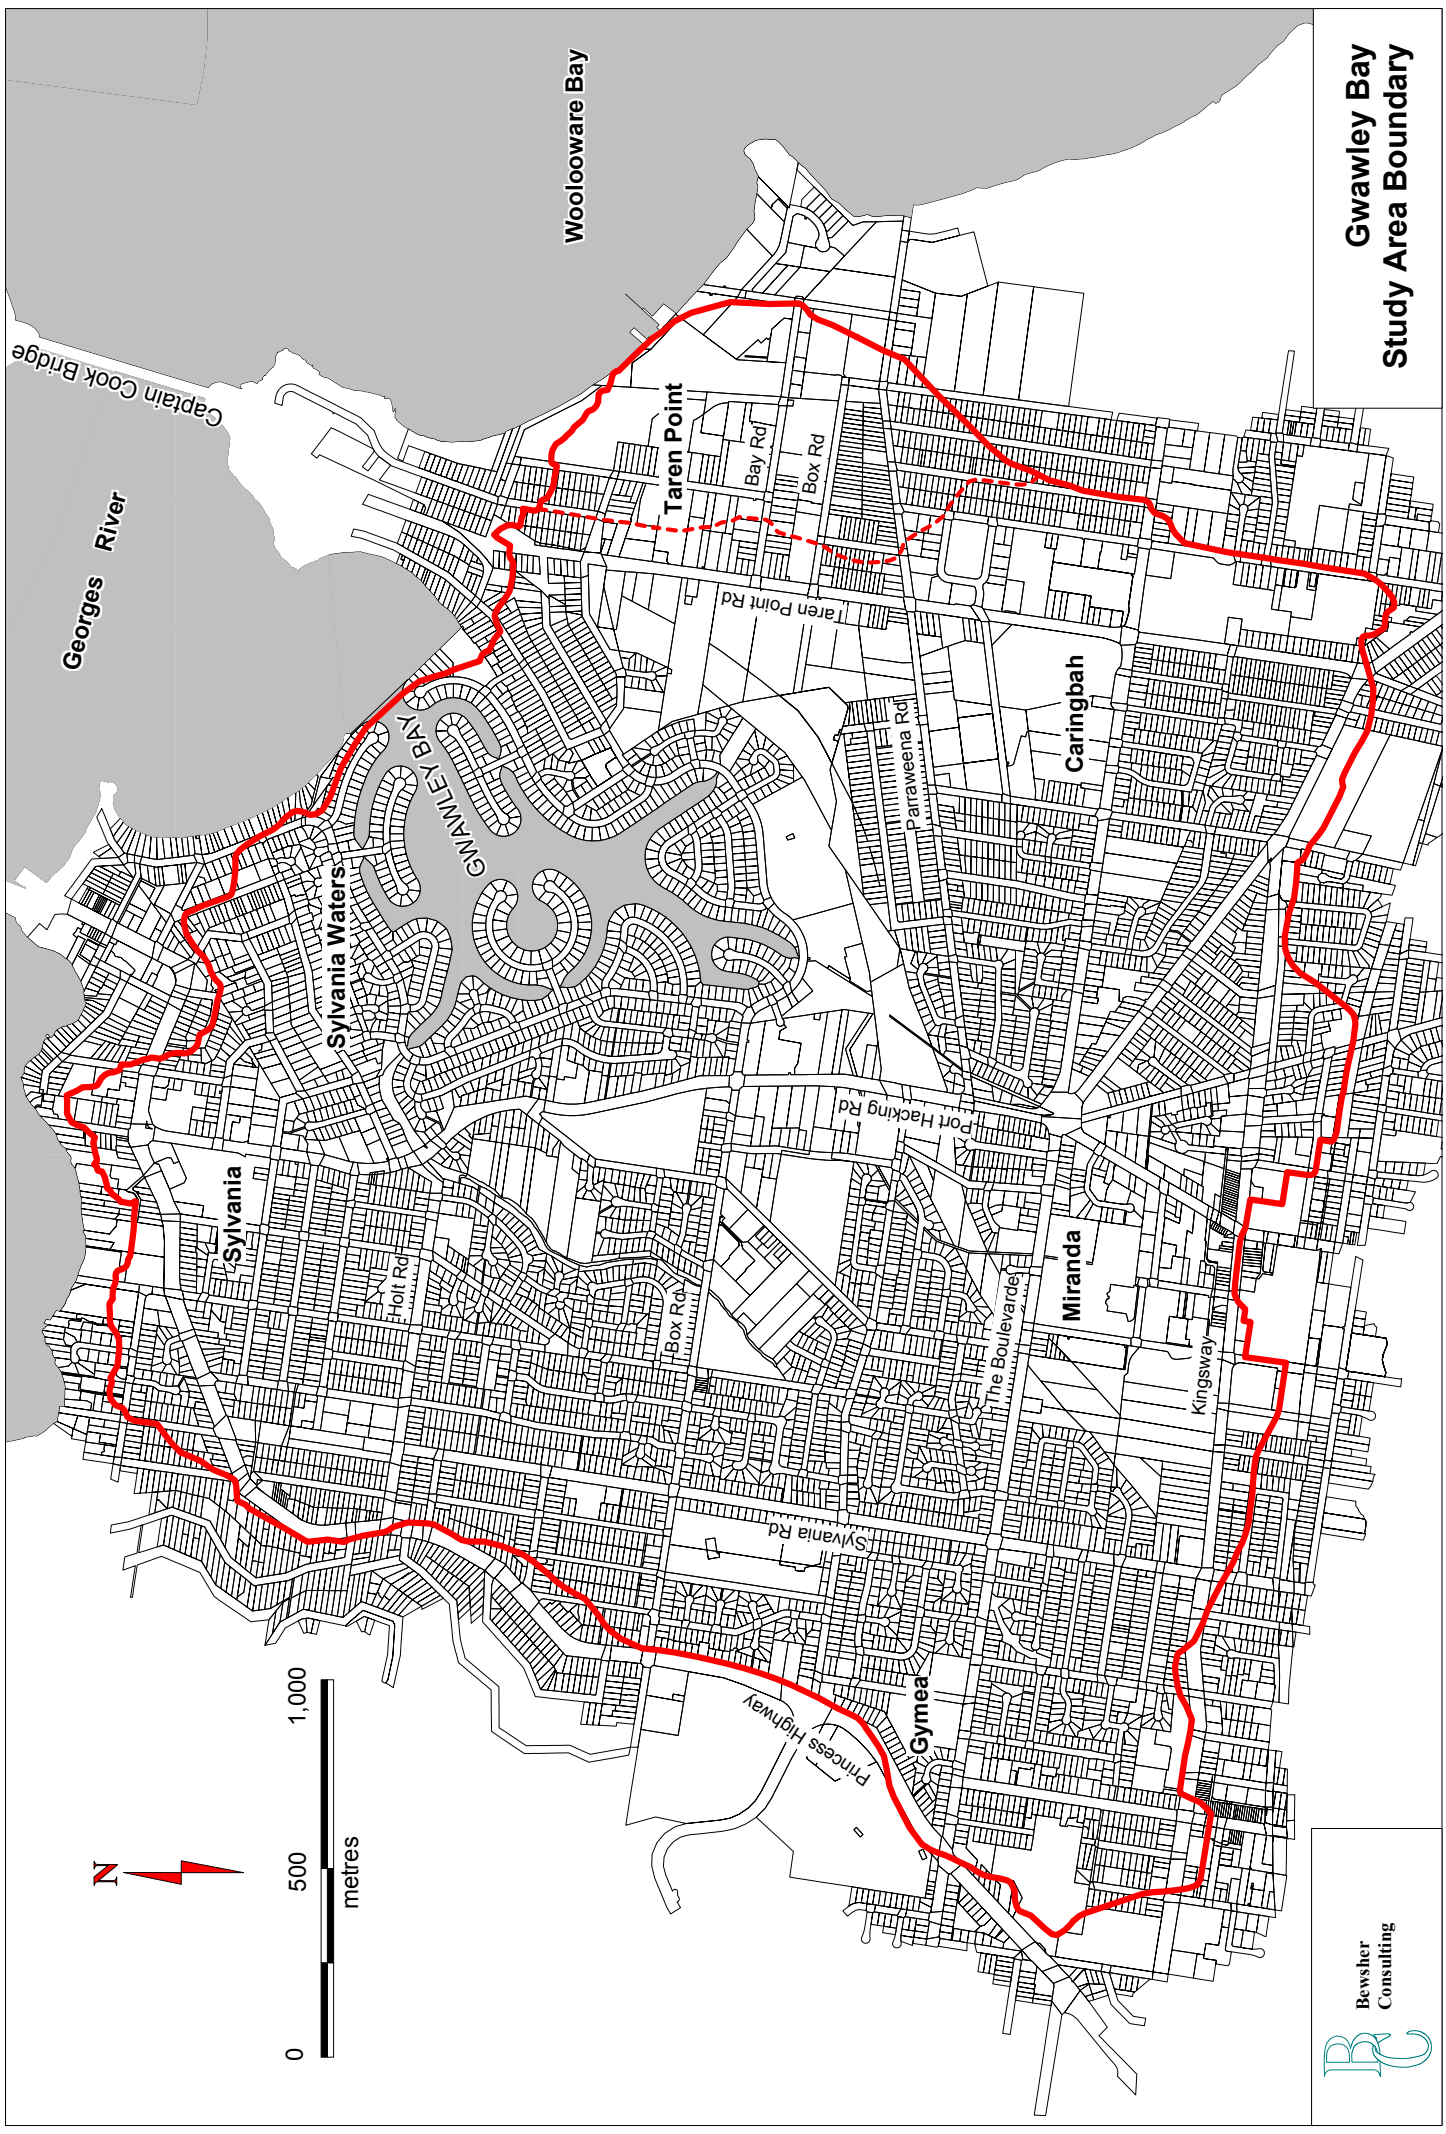 Gwawley Bay
Study Area Boundary
Woolooware Bay
Captain Cook Bridge
Georges River
GWAWLEY BAY
Taren Point
Bay Rd
Box Rd
Taren Point Rd
Sylvania Waters
Parraweena Rd
Caringbah
Sylvania
Port Hacking Rd
Holt Rd
Box Rd
The Boulevarde
Miranda
Kingsway
Sylvania Rd
Gymea
Princess Highway
N
0 500 1,000
metres
BC
Bewsher
Consulting